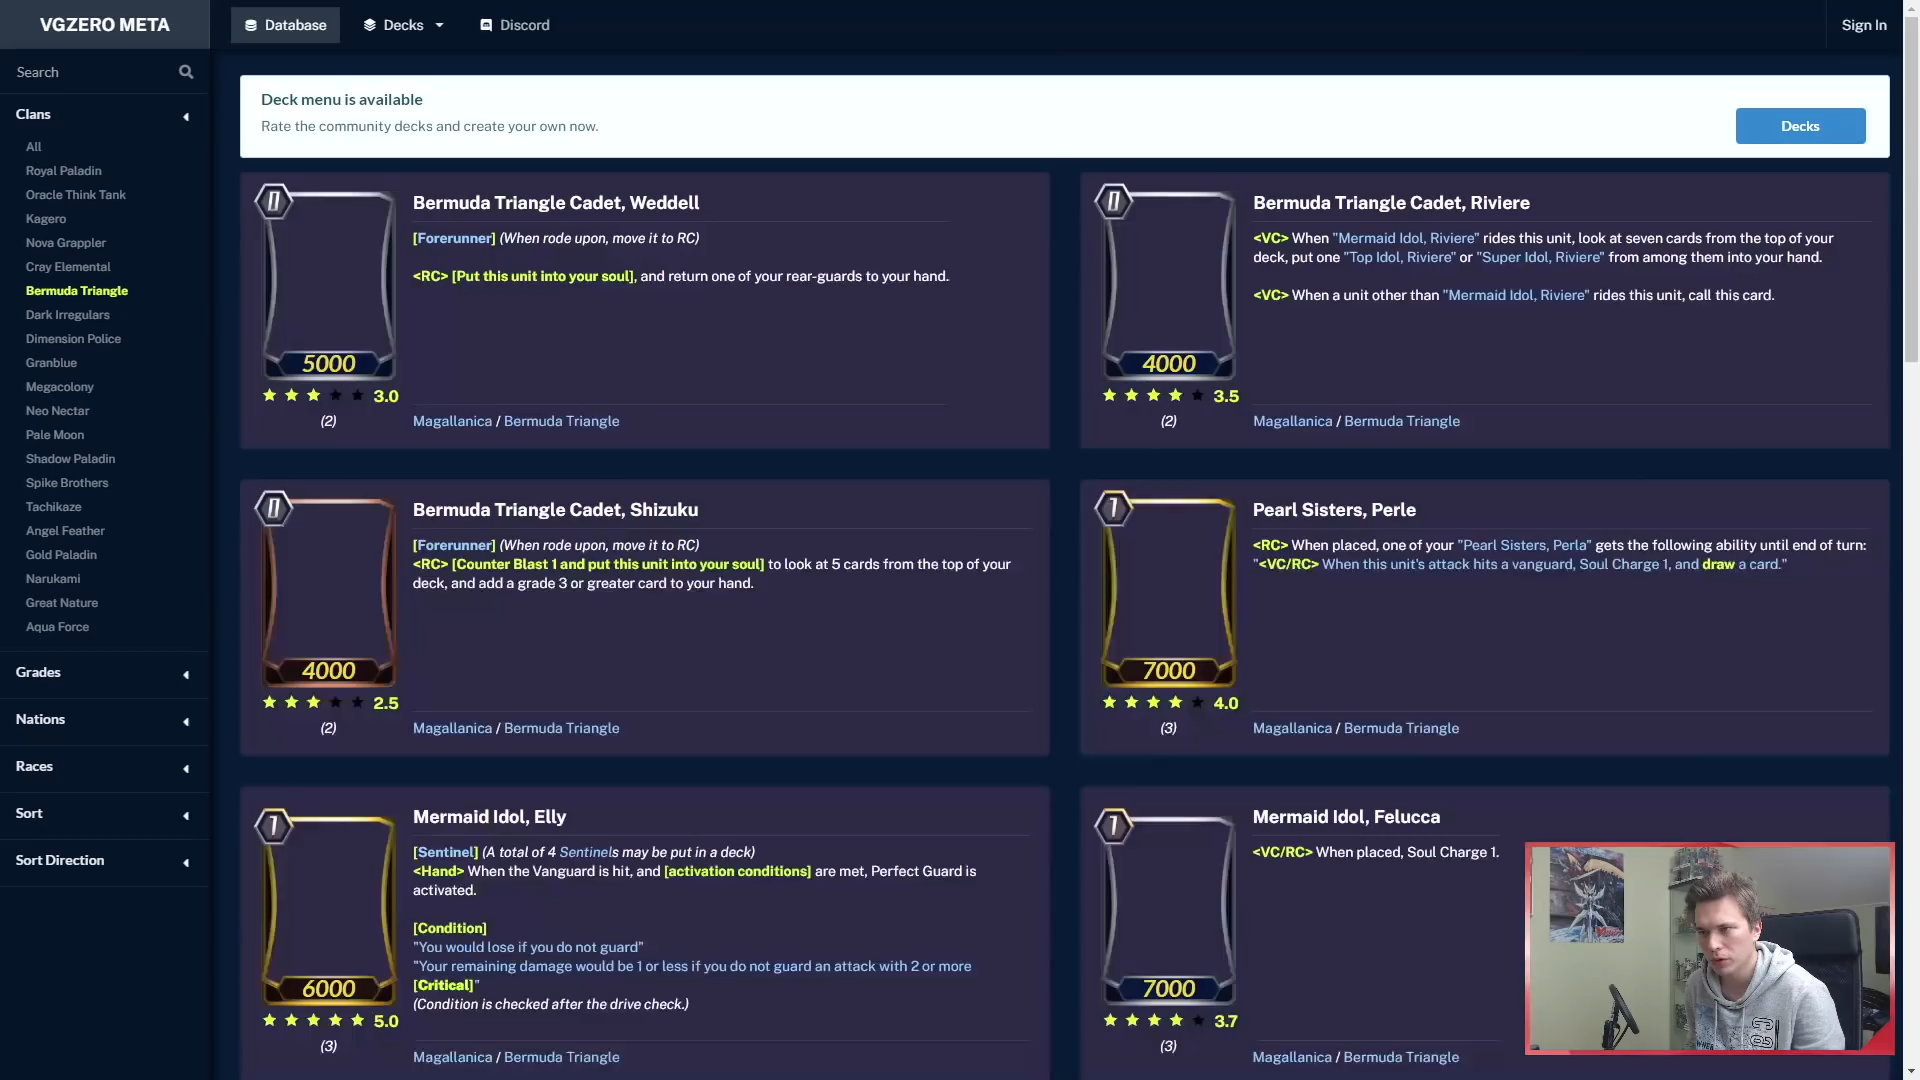 VGZERO META
Database
Decks
Discord
Sign In
Search
Clans
All
Royal Paladin
Oracle Think Tank
Kagero
Nova Grappler
Cray Elemental
Bermuda Triangle
Dark Irregulars
Dimension Police
Granblue
Megacolony
Neo Nectar
Pale Moon
Shadow Paladin
Spike Brothers
Tachikaze
Angel Feather
Gold Paladin
Narukami
Great Nature
Aqua Force
Grades
Nations
Races
Sort
Sort Direction
Deck menu is available
Rate the community decks and create your own now.
Decks
0
5000
3.0
(2)
Bermuda Triangle Cadet, Weddell
[Forerunner] (When rode upon, move it to RC)
<RC> [Put this unit into your soul], and return one of your rear-guards to your hand.
Magallanica / Bermuda Triangle
0
4000
3.5
(2)
Bermuda Triangle Cadet, Riviere
<VC> When "Mermaid Idol, Riviere" rides this unit, look at seven cards from the top of your
deck, put one "Top Idol, Riviere" or "Super Idol, Riviere" from among them into your hand.
<VC> When a unit other than "Mermaid Idol, Riviere" rides this unit, call this card.
Magallanica / Bermuda Triangle
0
4000
2.5
(2)
Bermuda Triangle Cadet, Shizuku
[Forerunner] (When rode upon, move it to RC)
<RC> [Counter Blast 1 and put this unit into your soul] to look at 5 cards from the top of your
deck, and add a grade 3 or greater card to your hand.
Magallanica / Bermuda Triangle
1
7000
4.0
(3)
Pearl Sisters, Perle
<RC> When placed, one of your "Pearl Sisters, Perla" gets the following ability until end of turn:
"<VC/RC> When this unit's attack hits a vanguard, Soul Charge 1, and draw a card."
Magallanica / Bermuda Triangle
1
6000
5.0
(3)
Mermaid Idol, Elly
[Sentinel] (A total of 4 Sentinels may be put in a deck)
<Hand> When the Vanguard is hit, and [activation conditions] are met, Perfect Guard is
activated.
[Condition]
"You would lose if you do not guard"
"Your remaining damage would be 1 or less if you do not guard an attack with 2 or more
[Critical]"
(Condition is checked after the drive check.)
Magallanica / Bermuda Triangle
1
7000
3.7
(3)
Mermaid Idol, Felucca
<VC/RC> When placed, Soul Charge 1.
Magallanica / Bermuda Triangle